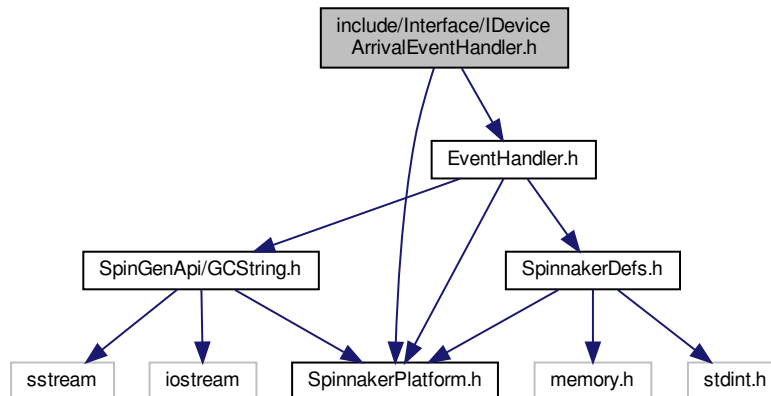 include/Interface/IDevice
ArrivalEventHandler.h
EventHandler.h
SpinGenApi/GCString.h
SpinnakerDefs.h
sstream
iostream
SpinnakerPlatform.h
memory.h
stdint.h